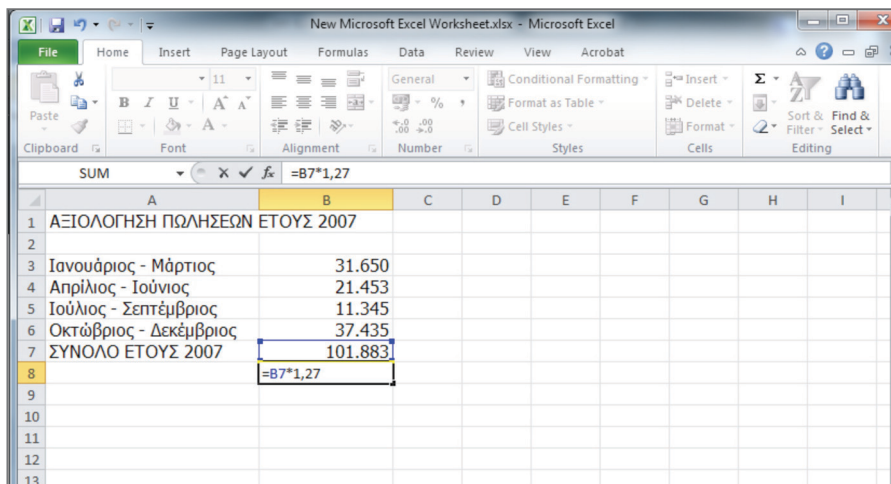 New Microsoft Excel Worksheet.xlsx - Microsoft Excel
File Home Insert Page Layout Formulas Data Review View Acrobat
Paste
Clipboard
11
B I U A A
A
Font
Alignment
General
% ,
Number
Conditional Formatting
Format as Table
Cell Styles
Styles
Insert
Delete
Format
Cells
Σ
Sort & Filter
Find & Select
Editing
SUM fx =B7*1,27
A B C D E F G H I
1 ΑΞΙΟΛΟΓΗΣΗ ΠΩΛΗΣΕΩΝ ΕΤΟΥΣ 2007
2
3 Ιανουάριος - Μάρτιος 31.650
4 Απρίλιος - Ιούνιος 21.453
5 Ιούλιος - Σεπτέμβριος 11.345
6 Οκτώβριος - Δεκέμβριος 37.435
7 ΣΥΝΟΛΟ ΕΤΟΥΣ 2007 101.883
8 =B7*1,27
9
10
11
12
13